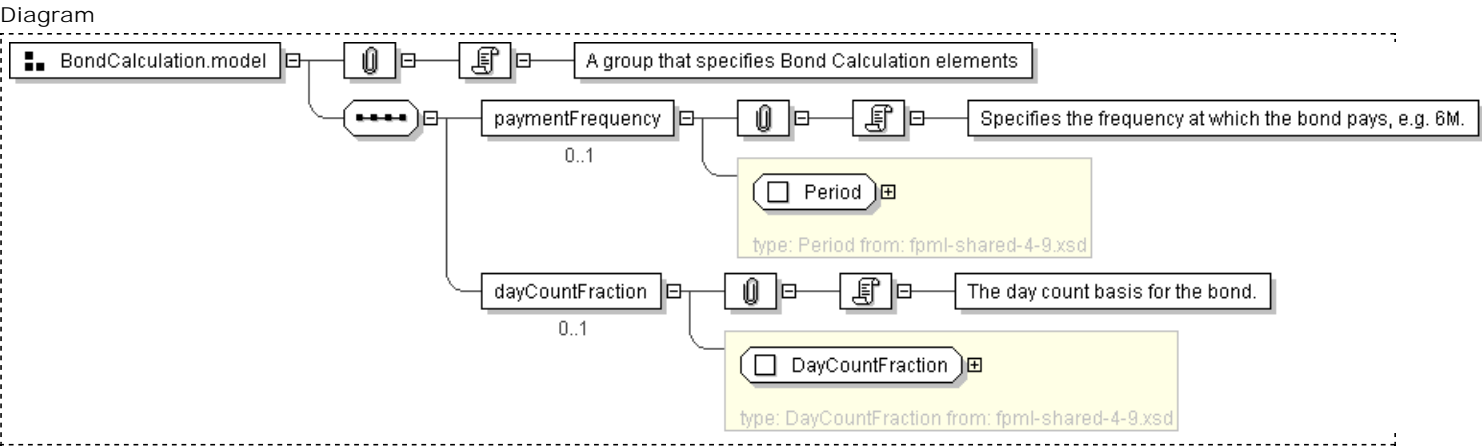 Diagram
BondCalculation.model
A group that specifies Bond Calculation elements
paymentFrequency
Specifies the frequency at which the bond pays, e.g. 6M.
0..1
Period
type: Period from: fpml-shared-4-9.xsd
dayCountFraction
The day count basis for the bond.
0..1
DayCountFraction
type: DayCountFraction from: fpml-shared-4-9.xsd